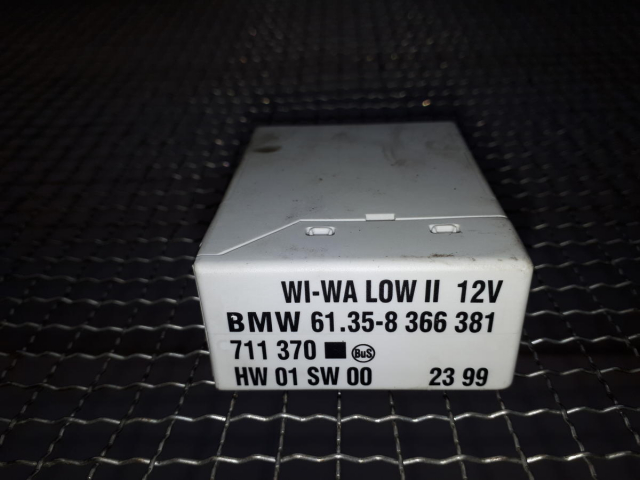 WI-WA LOW II 12V
BMW 61.35-8 366 381
711 370 ■ BuS
HW 01 SW 00 23 99